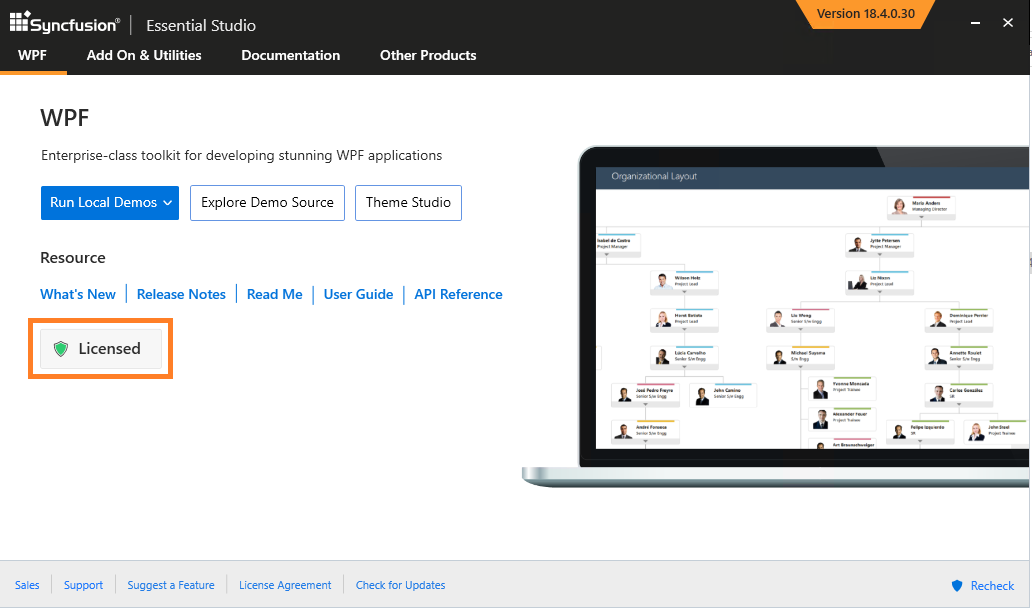 Syncfusion® | Essential Studio
Version 18.4.0.30
WPF Add On & Utilities Documentation Other Products
WPF
Enterprise-class toolkit for developing stunning WPF applications
Run Local Demos Explore Demo Source Theme Studio
Resource
What's New | Release Notes | Read Me | User Guide | API Reference
Licensed
Organizational Layout
Maria Anders
Managing Director
Isabel de Castro
Project Manager
Jytte Petersen
Project Manager
Wilson Holz
Project Lead
Liz Nixon
Project Lead
Horst Batista
Project Lead
Liu Wong
Senior S/w Engg
Dominique Perrier
Project Lead
Lúcia Carvalho
Senior S/w Engg
Michael Suyama
Senior S/w Engg
Annette Roulet
Senior S/w Engg
José Pedro Freyre
Senior S/w Engg
John Camino
Senior S/w Engg
Yvonne Moncada
Project Trainee
Carlos González
SR
André Fonseca
Senior S/w Engg
Alexander Feuer
Project Trainee
Felipe Izquierdo
SR
John Steel
Project Trainee
Art Braunschweiger
Sales | Support | Suggest a Feature | License Agreement | Check for Updates
Recheck